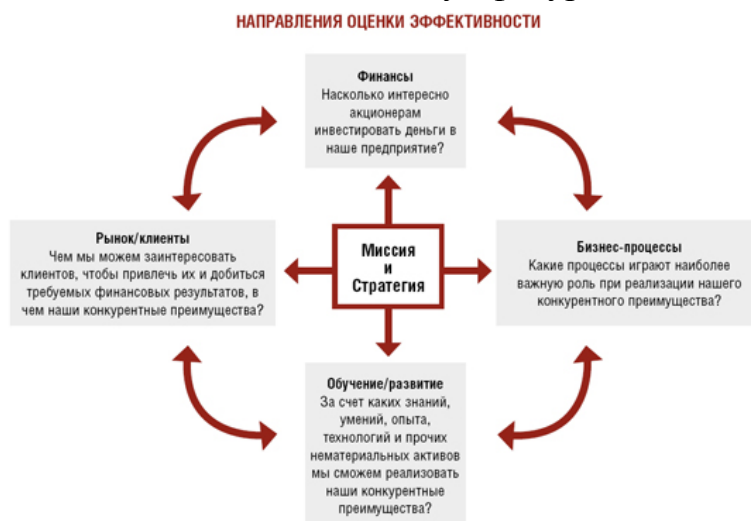 НАПРАВЛЕНИЯ ОЦЕНКИ ЭФФЕКТИВНОСТИ
Финансы
Насколько интересно
акционерам
инвестировать деньги в
наше предприятие?
Рынок/клиенты
Чем мы можем заинтересовать
клиентов, чтобы привлечь их и добиться
требуемых финансовых результатов, в
чем наши конкурентные преимущества?
Миссия
и
Стратегия
Бизнес-процессы
Какие процессы играют наиболее
важную роль при реализации нашего
конкурентного преимущества?
Обучение/развитие
За счет каких знаний,
умений, опыта,
технологий и прочих
нематериальных активов
мы сможем реализовать
наши конкурентные
преимущества?